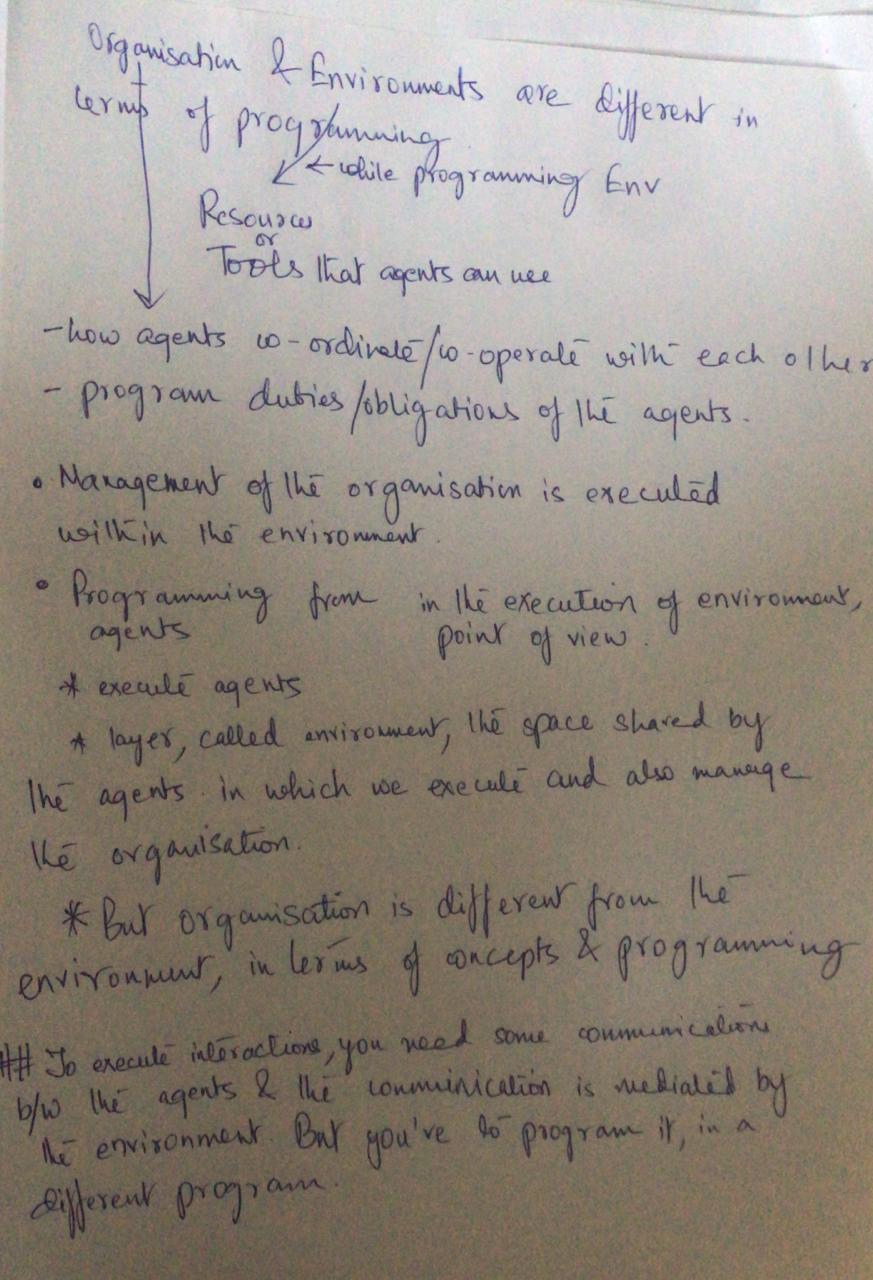 Organisation & Environments are different in
terms of programming
← while programming Env
Resources
or
Tools that agents can use
- how agents co-ordinate/co-operate with each other
- program duties/obligations of the agents.
• Management of the organisation is executed
within the environment.
• Programming from in the execution of environment,
agents point of view.
* execute agents
* layer, called environment, the space shared by
the agents in which we execute and also manage
the organisation.
* But organisation is different from the
environment, in terms of concepts & programming
## To execute interactions, you need some communications
b/w the agents & the communication is mediated by
the environment. But you've to program it, in a
different program.